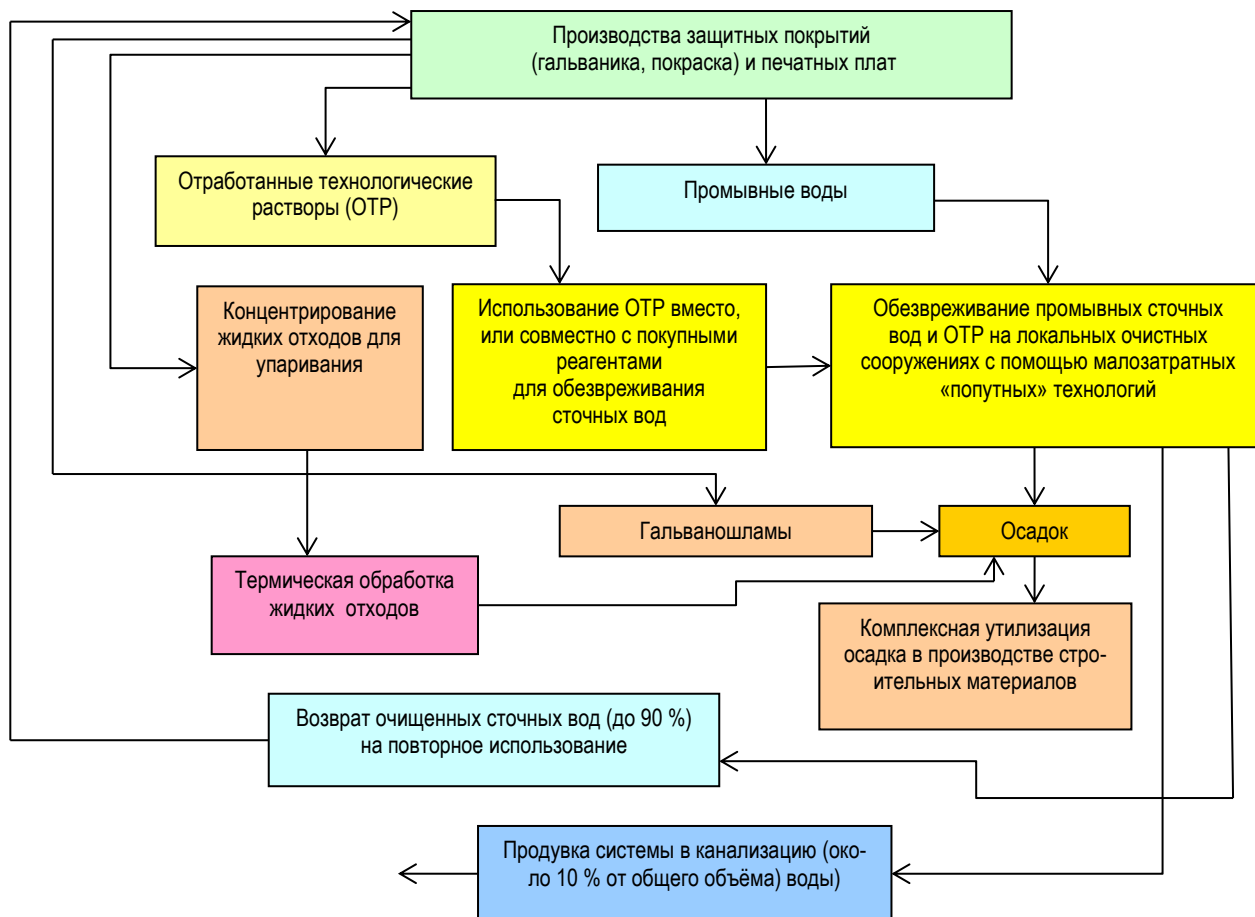 Производства защитных покрытий
(гальваника, покраска) и печатных плат
Отработанные технологические
растворы (ОТР)
Промывные воды
Концентрирование
жидких отходов для
упаривания
Использование ОТР вместо,
или совместно с покупными
реагентами
для обезвреживания
сточных вод
Обезвреживание промывных сточных
вод и ОТР на локальных очистных
сооружениях с помощью малозатратных
«попутных» технологий
Гальваношламы
Осадок
Термическая обработка
жидких отходов
Комплексная утилизация
осадка в производстве стро-
ительных материалов
Возврат очищенных сточных вод (до 90 %)
на повторное использование
Продувка системы в канализацию (око-
ло 10 % от общего объёма) воды)